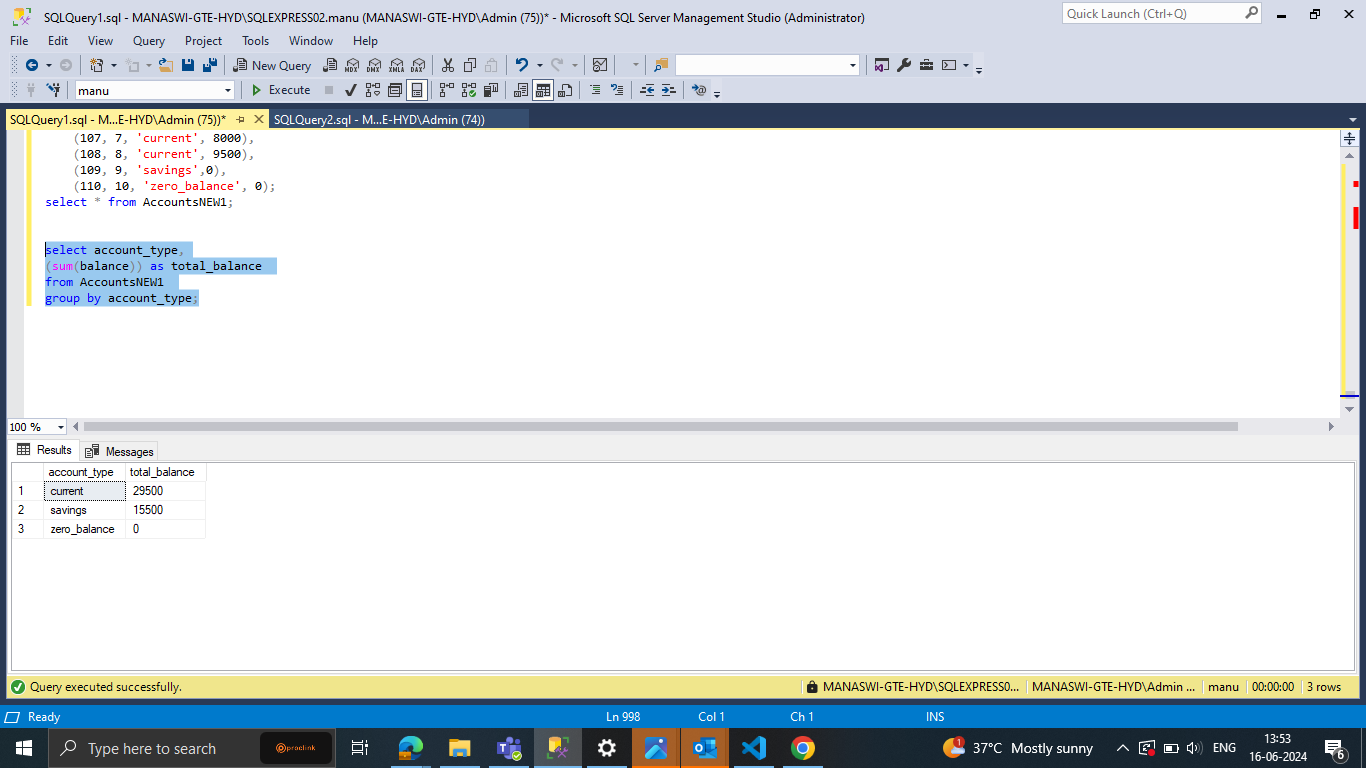 SQLQuery1.sql - MANASWI-GTE-HYD\SQLEXPRESS02.manu (MANASWI-GTE-HYD\Admin (75))* - Microsoft SQL Server Management Studio (Administrator)
Quick Launch (Ctrl+Q)
File Edit View Query Project Tools Window Help
New Query MDX DMX XMLA DAX
manu Execute
SQLQuery1.sql - M...E-HYD\Admin (75))* SQLQuery2.sql - M...E-HYD\Admin (74))
(107, 7, 'current', 8000),
(108, 8, 'current', 9500),
(109, 9, 'savings',0),
(110, 10, 'zero_balance', 0);
select * from AccountsNEW1;
select account_type,
(sum(balance)) as total_balance
from AccountsNEW1
group by account_type;
100 %
Results Messages
account_type total_balance
1 current 29500
2 savings 15500
3 zero_balance 0
Query executed successfully. MANASWI-GTE-HYD\SQLEXPRESS0... MANASWI-GTE-HYD\Admin ... manu 00:00:00 3 rows
Ready Ln 998 Col 1 Ch 1 INS
Type here to search proclink 1 37°C Mostly sunny ENG 13:53
16-06-2024 6